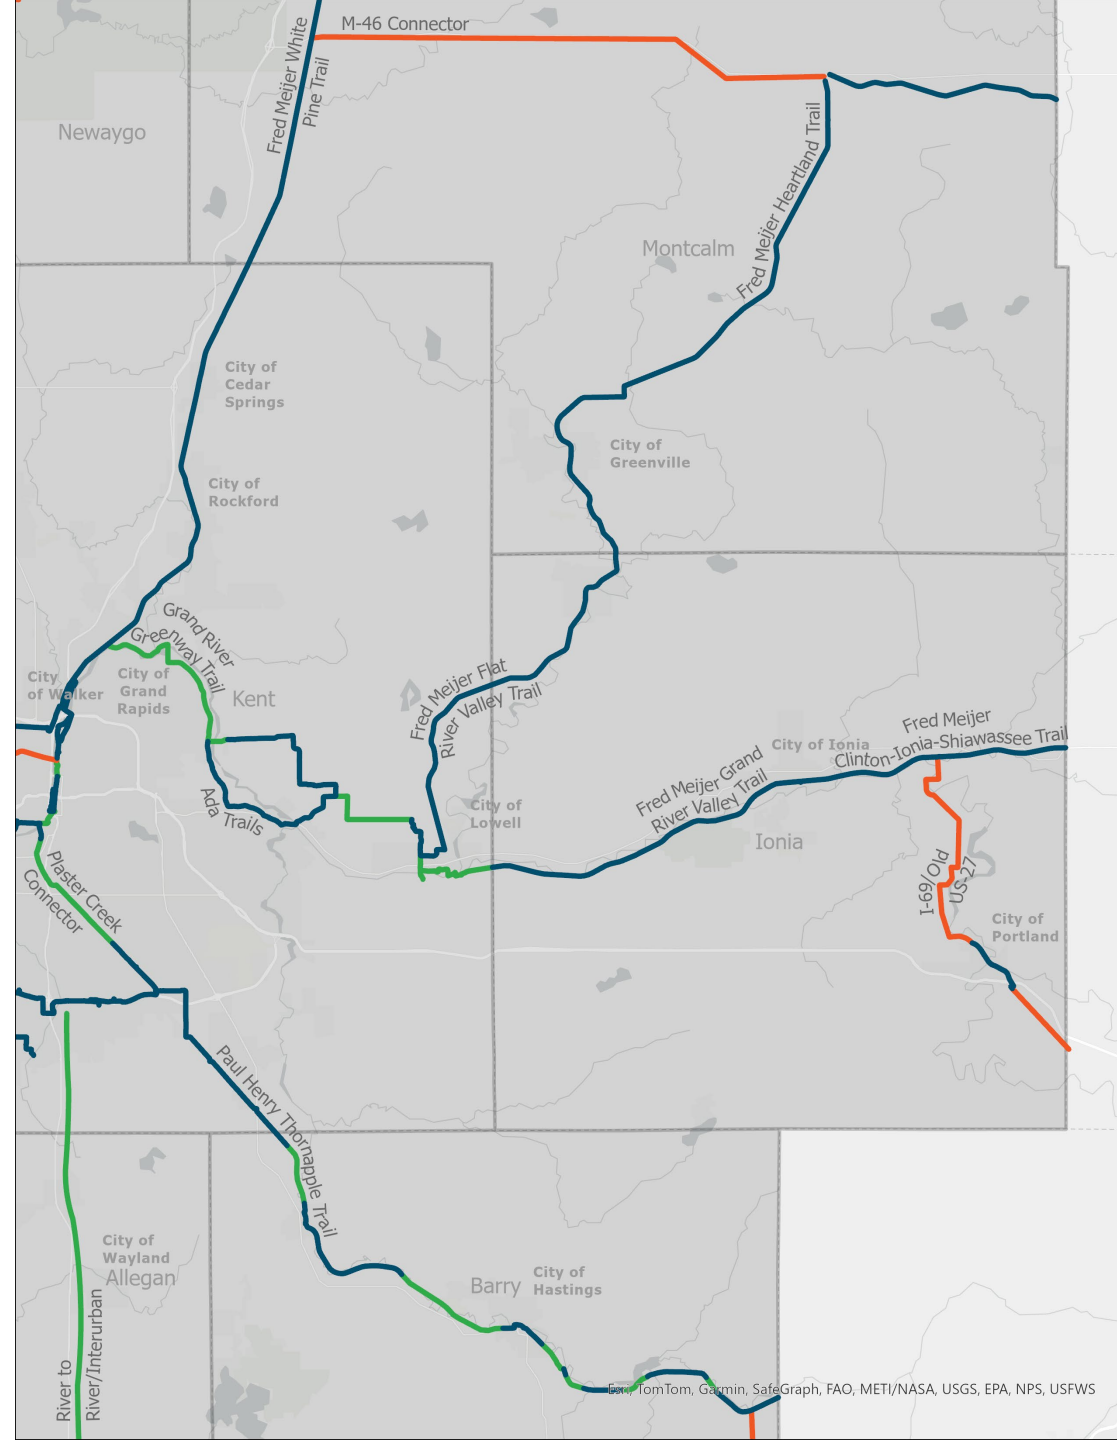 M-46 Connector
Fred Meijer White
Pine Trail
Newaygo
Fred Meijer Heartland Trail
Montcalm
City of
Cedar
Springs
City of
Greenville
City of
Rockford
Grand River
Greenway Trail
City
of Walker
City of
Grand
Rapids
Kent
Fred Meijer Flat
River Valley Trail
Fred Meijer
Clinton-Ionia-Shiawassee Trail
City of Ionia
Fred Meijer Grand
River Valley Trail
Ada Trails
City of
Lowell
Ionia
Plaster Creek
Connector
I-69/Old
US-27
City of
Portland
Paul Henry Thornapple Trail
City of
Wayland
Allegan
Barry
City of
Hastings
River to
River/Interurban
Esri, TomTom, Garmin, SafeGraph, FAO, METI/NASA, USGS, EPA, NPS, USFWS